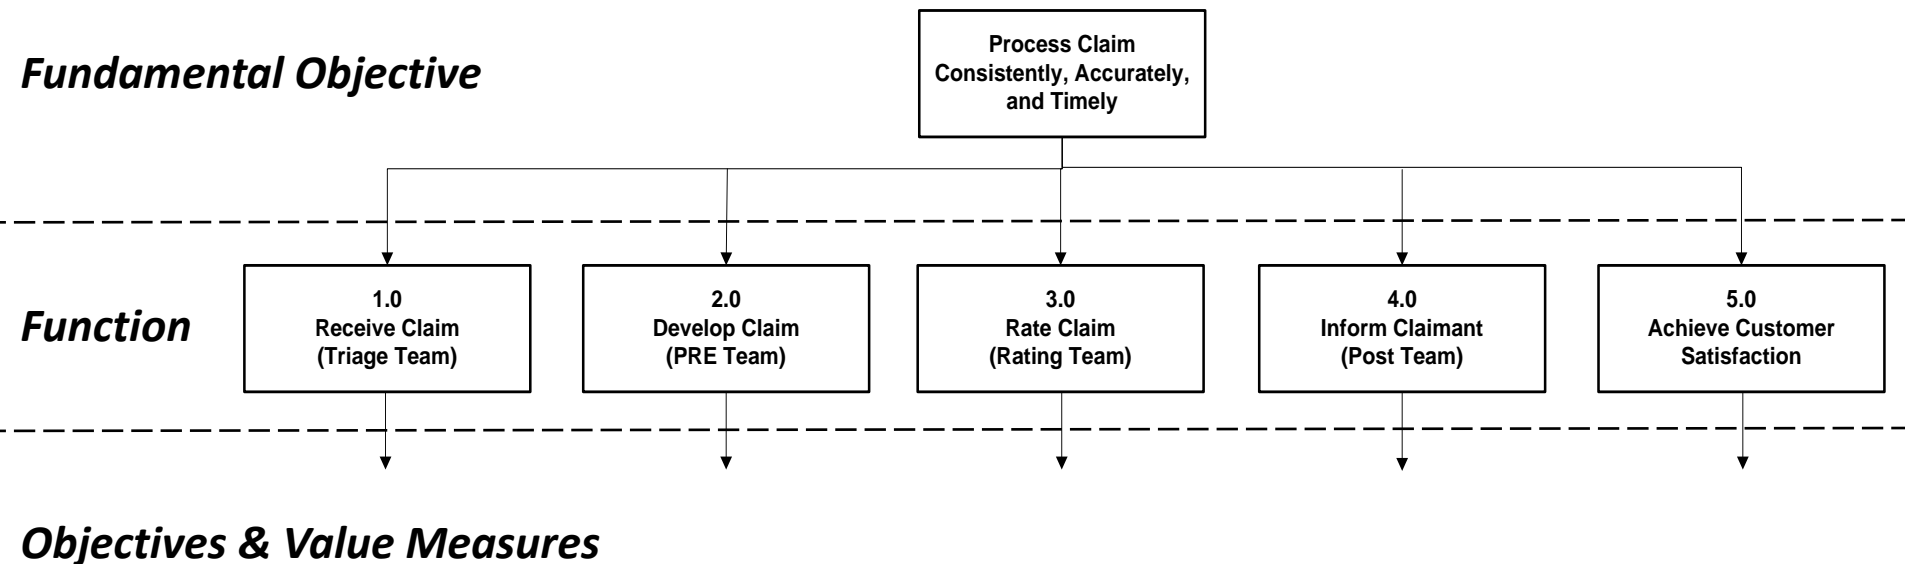 Fundamental Objective
Process Claim
Consistently, Accurately,
and Timely
Function
1.0
Receive Claim
(Triage Team)
2.0
Develop Claim
(PRE Team)
3.0
Rate Claim
(Rating Team)
4.0
Inform Claimant
(Post Team)
5.0
Achieve Customer
Satisfaction
Objectives & Value Measures